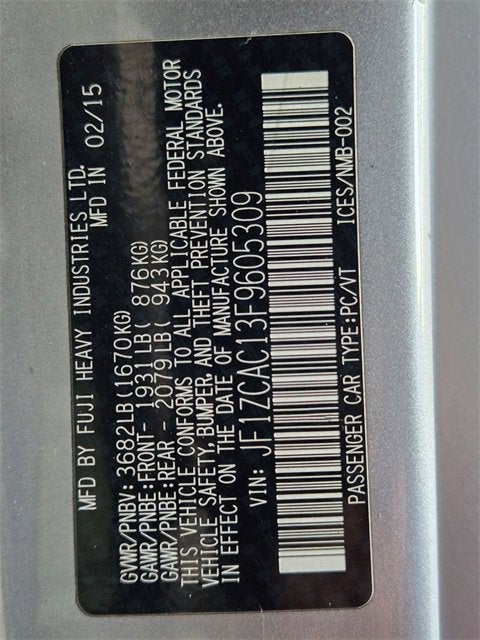 MFD BY FUJI HEAVY INDUSTRIES LTD.
MFD IN 02/15
GVWR/PNBV: 3682LB(1670KG)
GAWR/PNBE:FRONT- 1931LB( 876KG)
GAWR/PNBE:REAR - 2079LB( 943KG)
THIS VEHICLE CONFORMS TO ALL APPLICABLE FEDERAL MOTOR
VEHICLE SAFETY, BUMPER, AND THEFT PREVENTION STANDARDS
IN EFFECT ON THE DATE OF MANUFACTURE SHOWN ABOVE.
VIN: JF1ZCAC13F9605309
PASSENGER CAR TYPE:PC/VT ICES/NMB-002